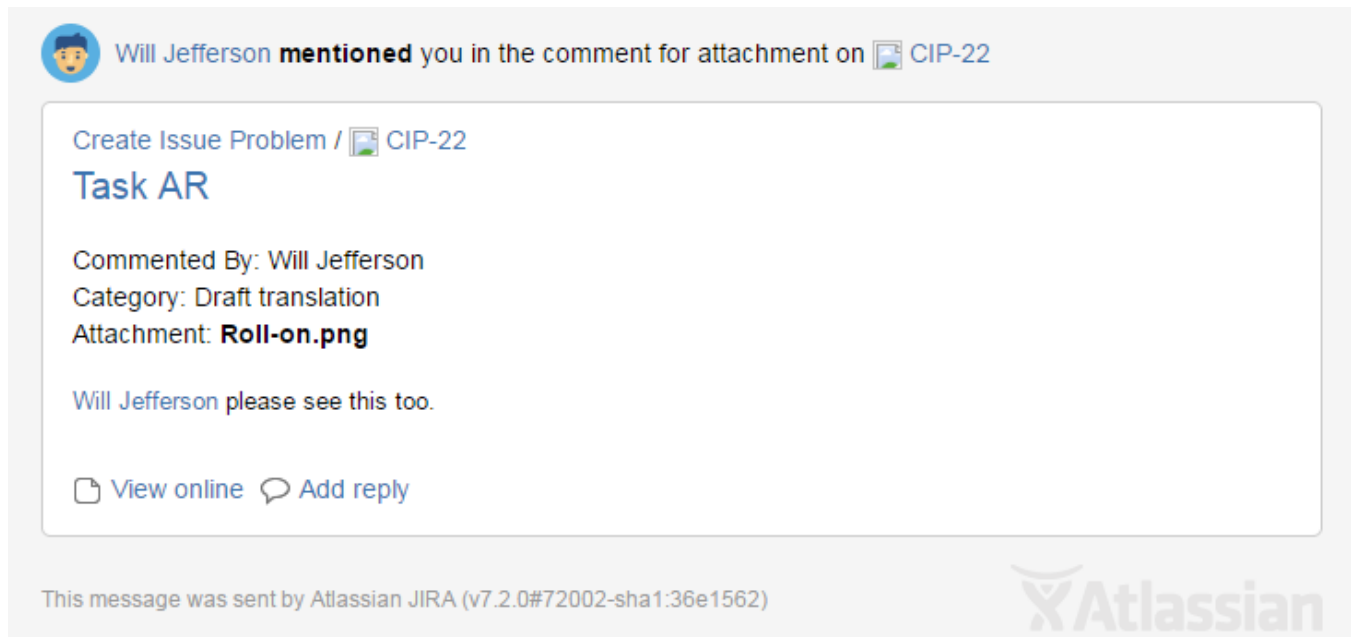 Will Jefferson mentioned you in the comment for attachment on CIP-22
Create Issue Problem / CIP-22
Task AR
Commented By: Will Jefferson
Category: Draft translation
Attachment: Roll-on.png
Will Jefferson please see this too.
View online Add reply
This message was sent by Atlassian JIRA (v7.2.0#72002-sha1:36e1562)
Atlassian